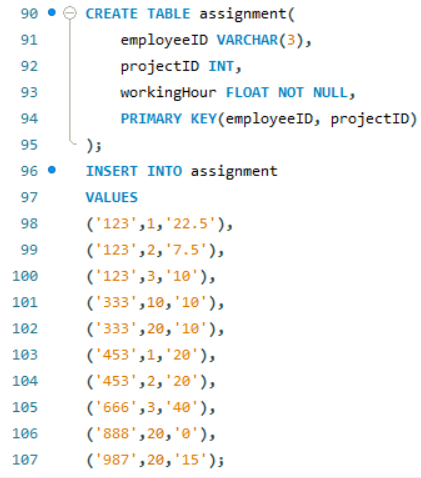 90 CREATE TABLE assignment(
91 employeeID VARCHAR(3),
92 projectID INT,
93 workingHour FLOAT NOT NULL,
94 PRIMARY KEY(employeeID, projectID)
95 );
96 INSERT INTO assignment
97 VALUES
98 ('123',1,'22.5'),
99 ('123',2,'7.5'),
100 ('123',3,'10'),
101 ('333',10,'10'),
102 ('333',20,'10'),
103 ('453',1,'20'),
104 ('453',2,'20'),
105 ('666',3,'40'),
106 ('888',20,'0'),
107 ('987',20,'15');